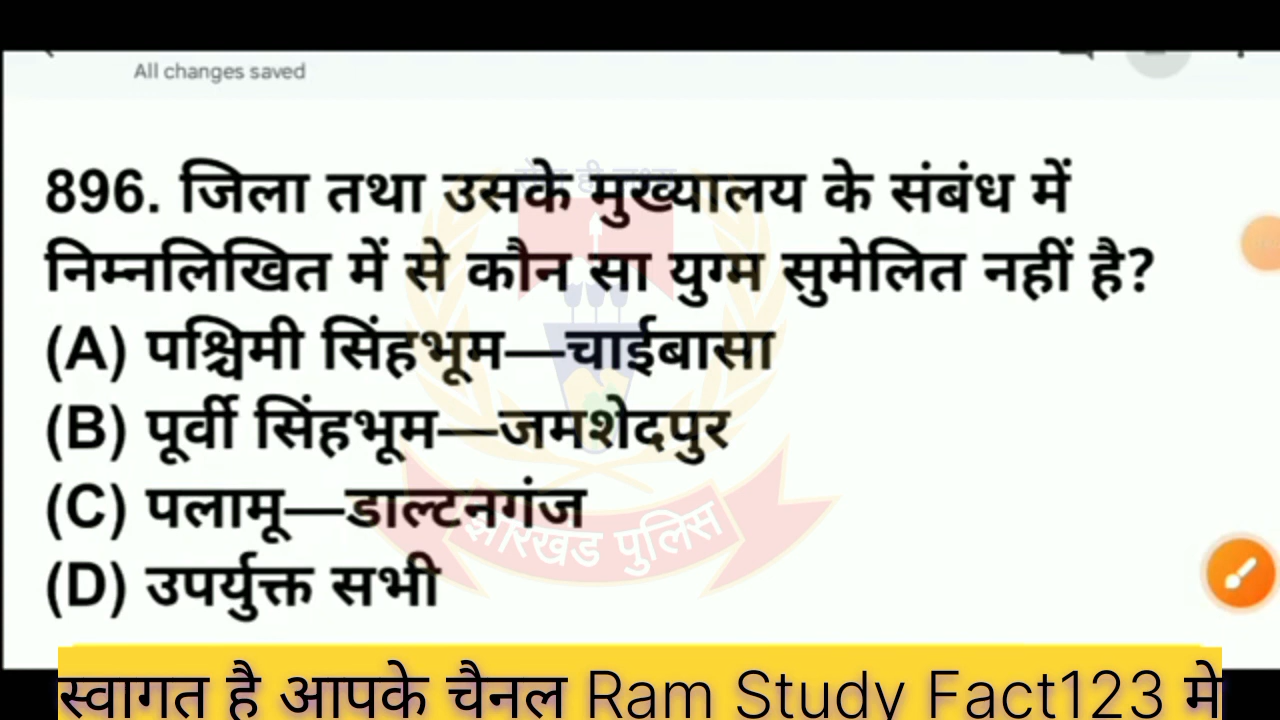 All changes saved
896. जिला तथा उसके मुख्यालय के संबंध में
निम्नलिखित में से कौन सा युग्म सुमेलित नहीं है?
(A) पश्चिमी सिंहभूम—चाईबासा
(B) पूर्वी सिंहभूम—जमशेदपुर
(C) पलामू—डाल्टनगंज
झारखंड पुलिस
(D) उपर्युक्त सभी
स्वागत है आपके चैनल Ram Study Fact123 मे